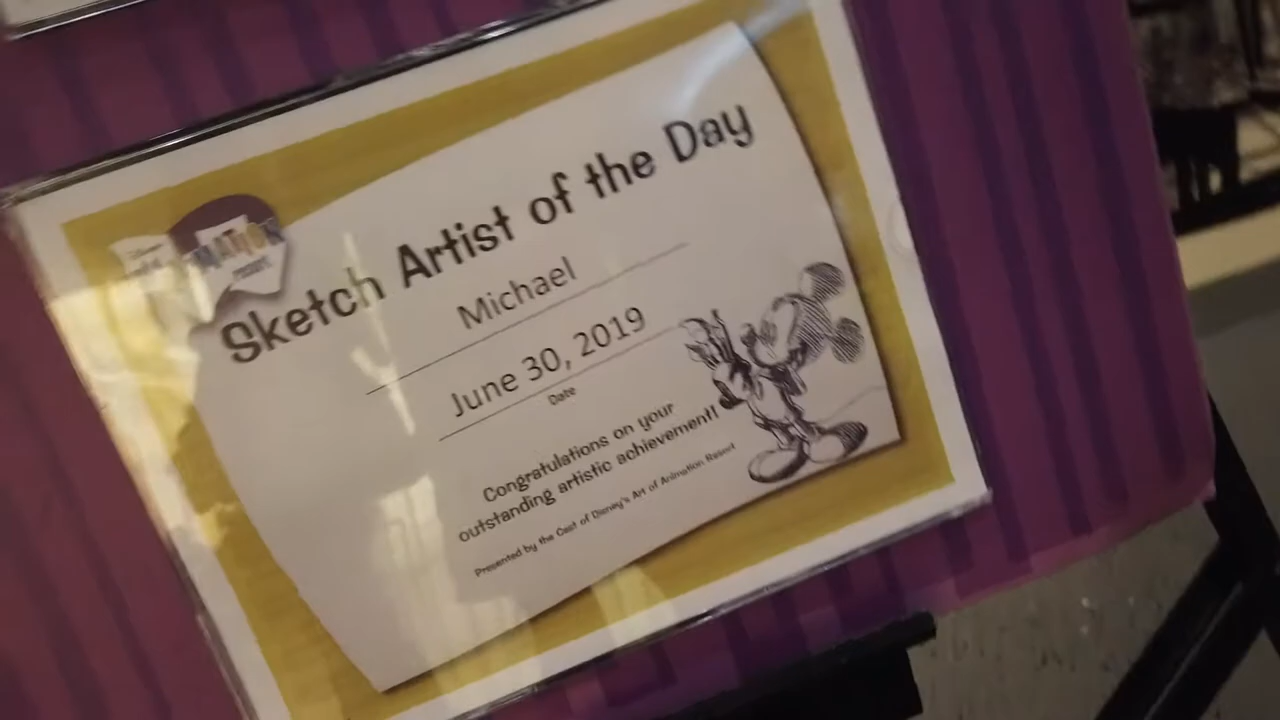 Sketch Artist of the Day
Michael
June 30, 2019
Date
Congratulations on your
outstanding artistic achievement!
Presented by the Cast of Disney's Art of Animation Resort